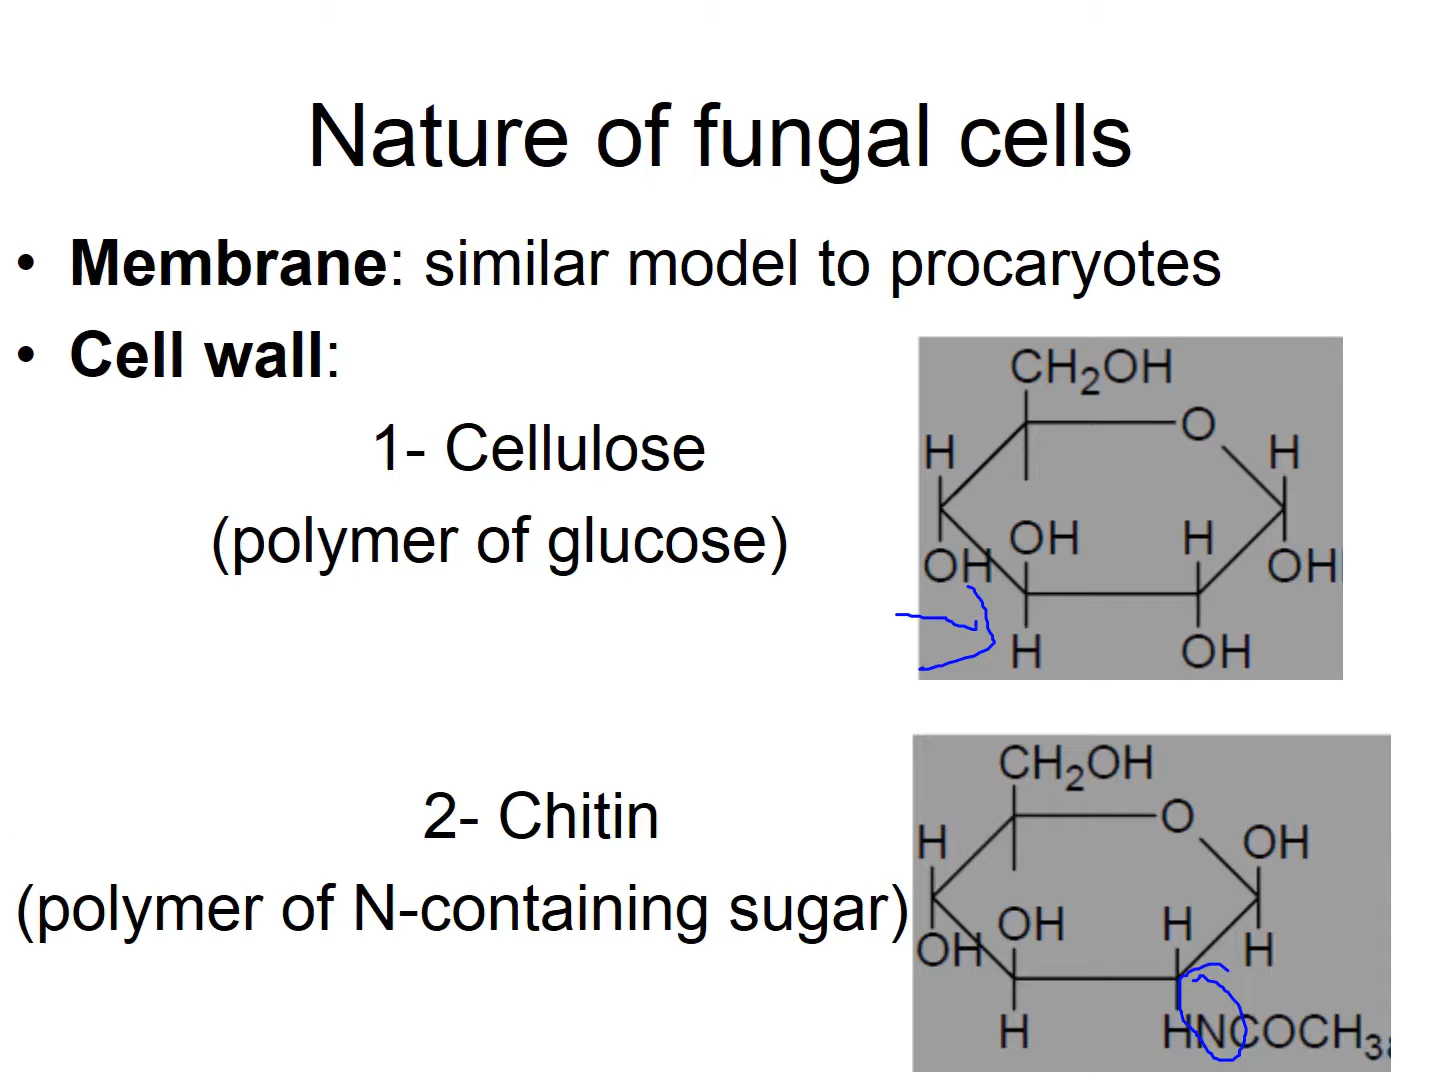 Nature of fungal cells
• Membrane: similar model to procaryotes
• Cell wall:
1- Cellulose
(polymer of glucose)
CH2OH
O
H
H
OH
H
OH
OH
H
OH
2- Chitin
(polymer of N-containing sugar)
CH2OH
O
H
OH
OH
H
OH
H
H
HNCOCH3